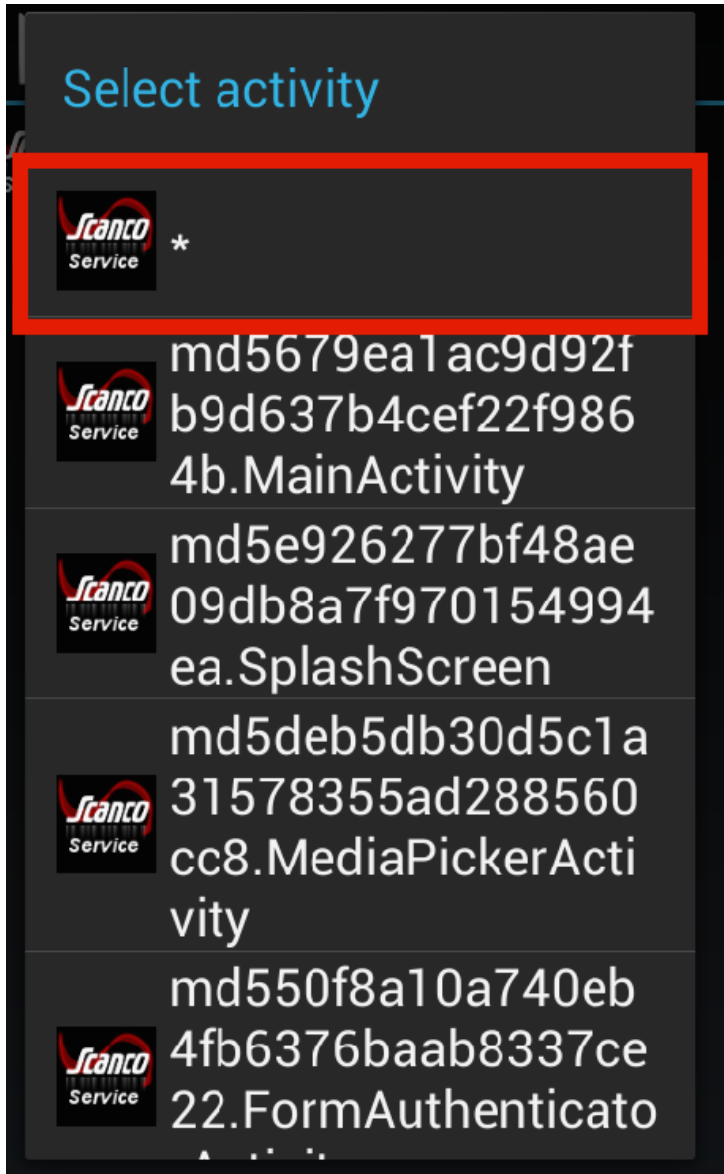 Select activity
Scanco
Service
*
md5679ea1ac9d92f
b9d637b4cef22f986
4b.MainActivity
Scanco
Service
md5e926277bf48ae
09db8a7f970154994
ea.SplashScreen
Scanco
Service
md5deb5db30d5c1a
31578355ad288560
cc8.MediaPickerActi
vity
Scanco
Service
md550f8a10a740eb
4fb6376baab8337ce
22.FormAuthenticato
Scanco
Service